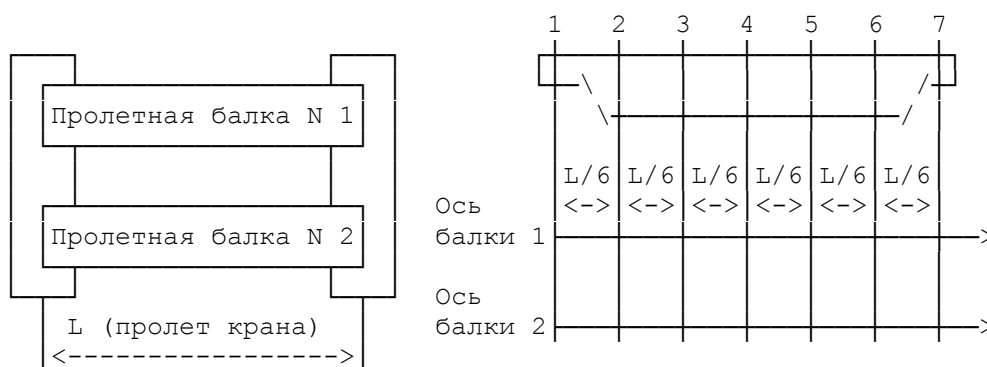 1 2 3 4 5 6 7
Пролетная балка N 1
L/6 L/6 L/6 L/6 L/6 L/6
Ось
балки 1
Пролетная балка N 2
Ось
балки 2
L (пролет крана)